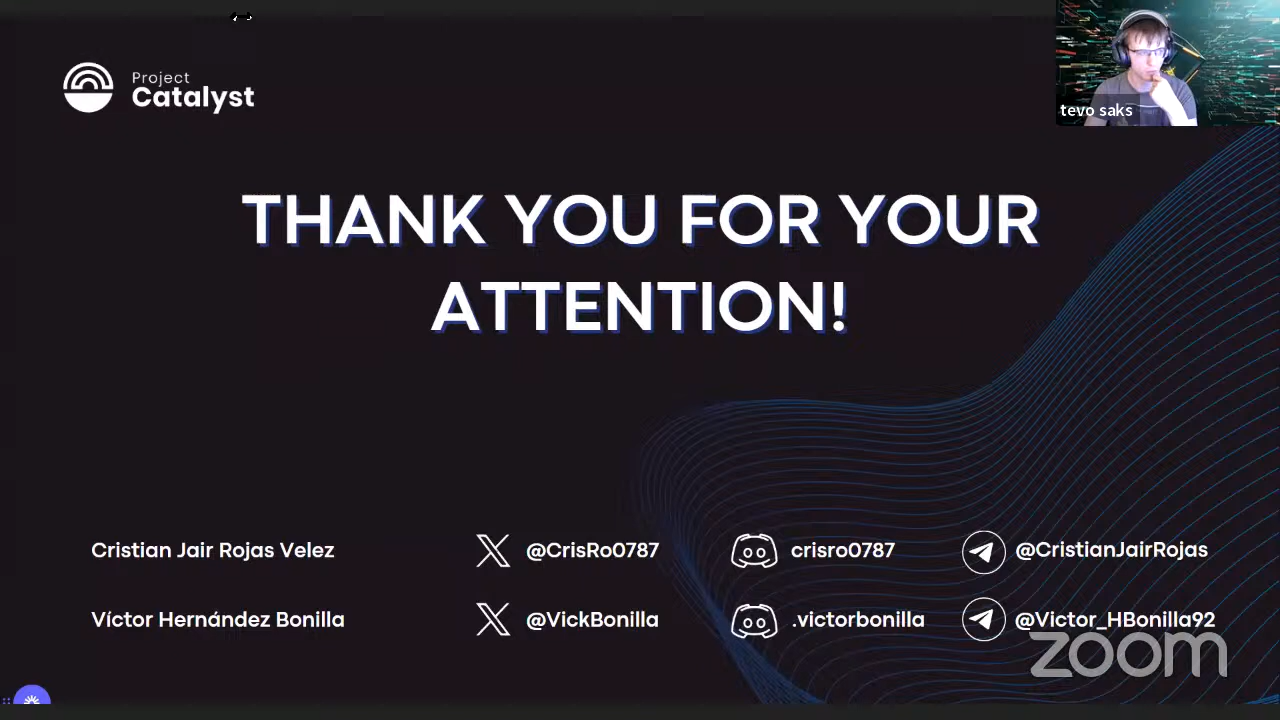 Project
Catalyst
tevo saks
THANK YOU FOR YOUR
ATTENTION!
Cristian Jair Rojas Velez @CrisRo0787 crisro0787 @CristianJairRojas
Víctor Hernández Bonilla @VickBonilla .victorbonilla @Victor_HBonilla92
zoom